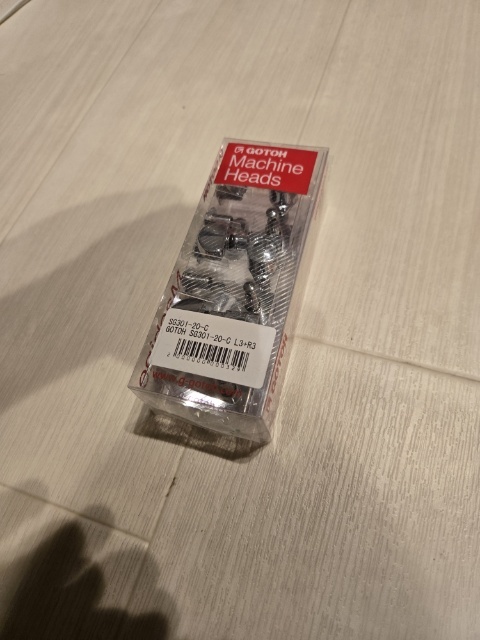 GOTOH
Machine
Heads
SG301-20-C
GOTOH SG301-20-C L3+R3